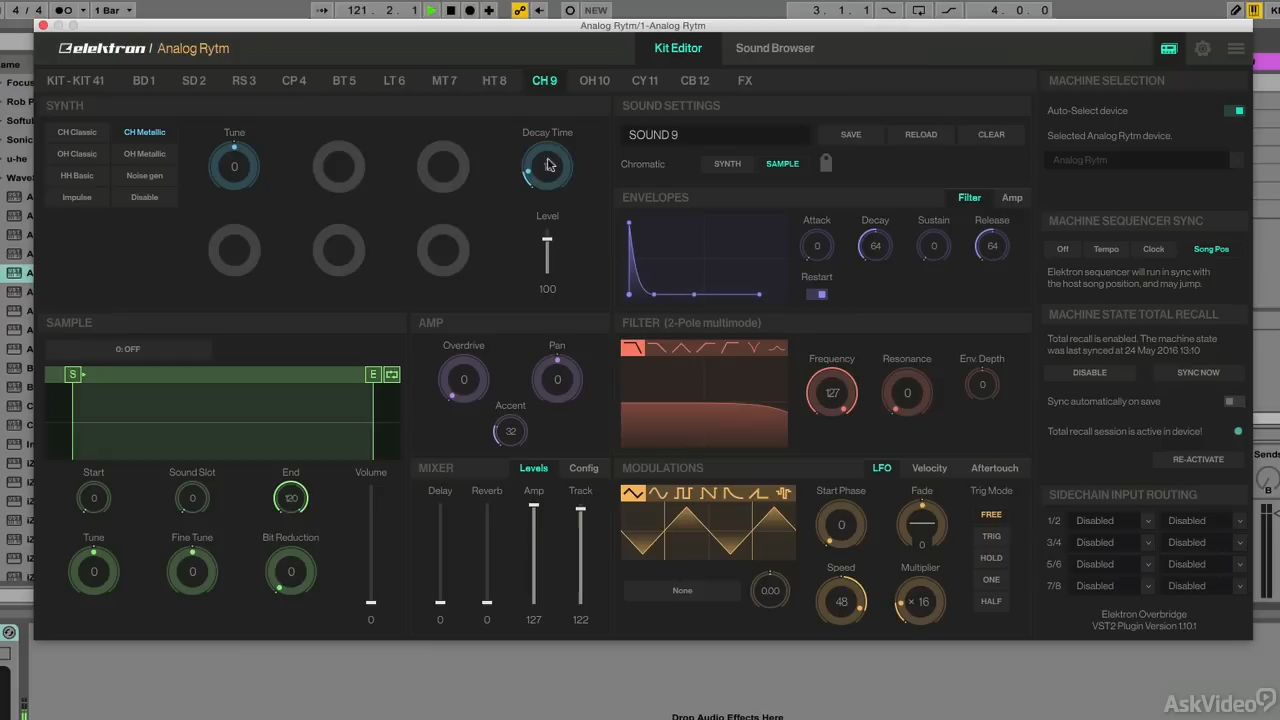 4 / 4
1 Bar
121. 2. 1
NEW
3. 1. 1
4. 0. 0
Analog Rytm/1-Analog Rytm
elektron Analog Rytm
Kit Editor
Sound Browser
KIT - KIT 41
BD 1
SD 2
RS 3
CP 4
BT 5
LT 6
MT 7
HT 8
CH 9
OH 10
CY 11
CB 12
FX
SYNTH
CH Classic
CH Metallic
OH Classic
OH Metallic
HH Basic
Noise gen
Impulse
Disable
Tune
0
Decay Time
Level
100
SOUND SETTINGS
SOUND 9
SAVE
RELOAD
CLEAR
Chromatic
SYNTH
SAMPLE
ENVELOPES
Filter
Amp
Attack
Decay
Sustain
Release
0
64
0
64
Restart
SAMPLE
0: OFF
S
E
Start
Sound Slot
End
Volume
0
0
120
Tune
Fine Tune
Bit Reduction
0
0
0
0
AMP
Overdrive
Pan
0
0
Accent
32
MIXER
Levels
Config
Delay
Reverb
Amp
Track
0
0
127
122
FILTER (2-Pole multimode)
Frequency
Resonance
Env. Depth
127
0
0
MODULATIONS
LFO
Velocity
Aftertouch
Start Phase
Fade
Trig Mode
0
0
FREE
TRIG
HOLD
ONE
HALF
Speed
Multiplier
48
× 16
None
0.00
MACHINE SELECTION
Auto-Select device
Selected Analog Rytm device.
Analog Rytm
MACHINE SEQUENCER SYNC
Off
Tempo
Clock
Song Pos
Elektron sequencer will run in sync with
the host song position, and may jump.
MACHINE STATE TOTAL RECALL
Total recall is enabled. The machine state
was last synced at 24 May 2016 13:10
DISABLE
SYNC NOW
Sync automatically on save
Total recall session is active in device!
RE-ACTIVATE
SIDECHAIN INPUT ROUTING
1/2 Disabled Disabled
3/4 Disabled Disabled
5/6 Disabled Disabled
7/8 Disabled Disabled
Elektron Overbridge
VST2 Plugin Version 1.10.1
ame
Focus
Rob P
Softu
Sonic
u-he
Wave
Sends
B
Drop Audio Effects Here
AskVideo